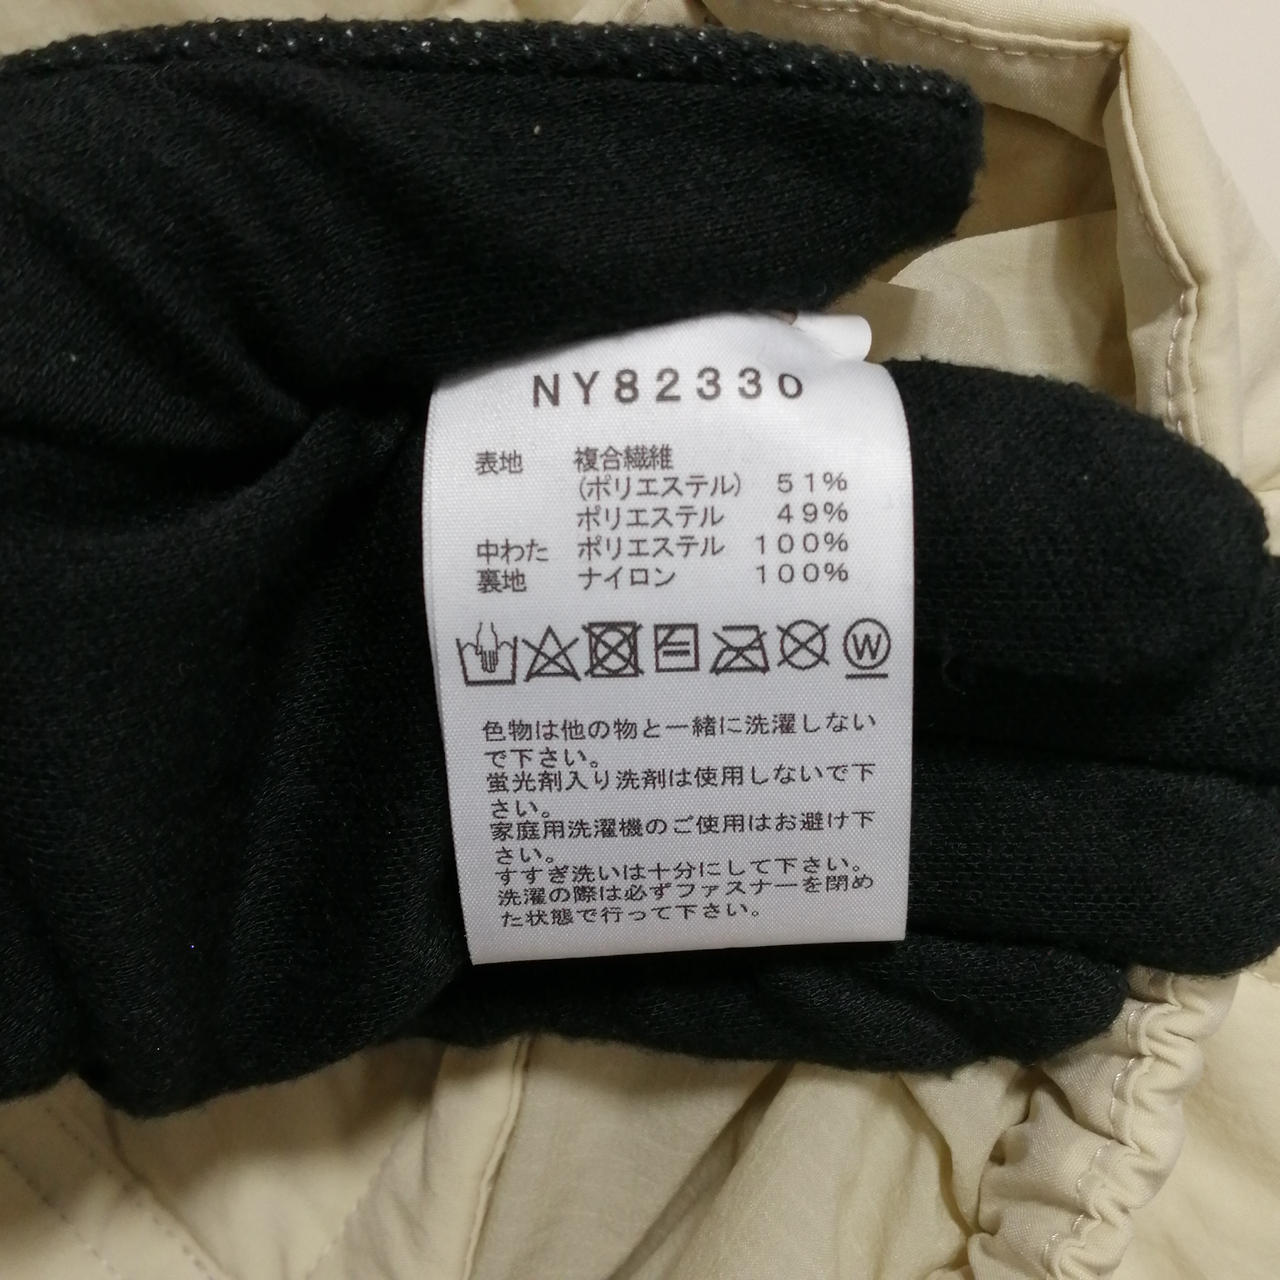 NY82330
表地 複合繊維
(ポリエステル) 51%
ポリエステル 49%
中わた ポリエステル 100%
裏地 ナイロン 100%
W
色物は他の物と一緒に洗濯しない
で下さい。
蛍光剤入り洗剤は使用しないで下
さい。
家庭用洗濯機のご使用はお避け下
さい。
すすぎ洗いは十分にして下さい。
洗濯の際は必ずファスナーを閉め
た状態で行って下さい。